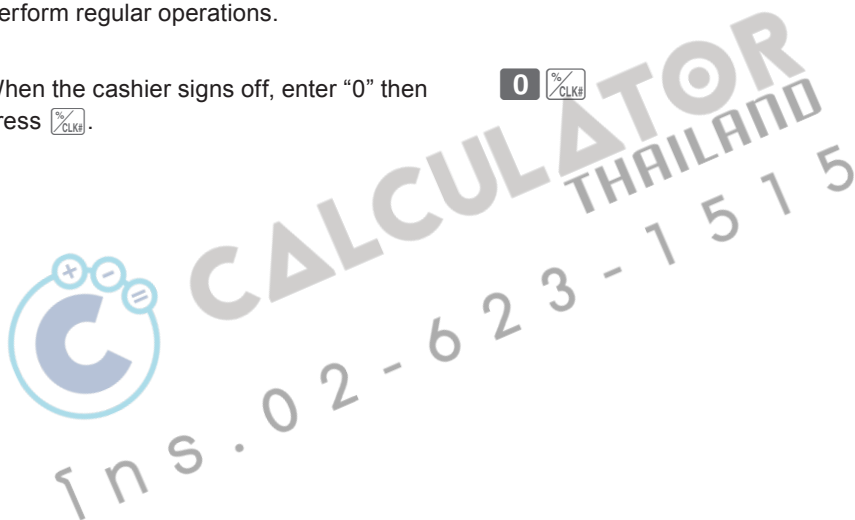 erform regular operations.
When the cashier signs off, enter “0” then
0 %/CLK#
ress %/CLK#.
CALCULATOR
THAILAND
โทร.02-623-1515